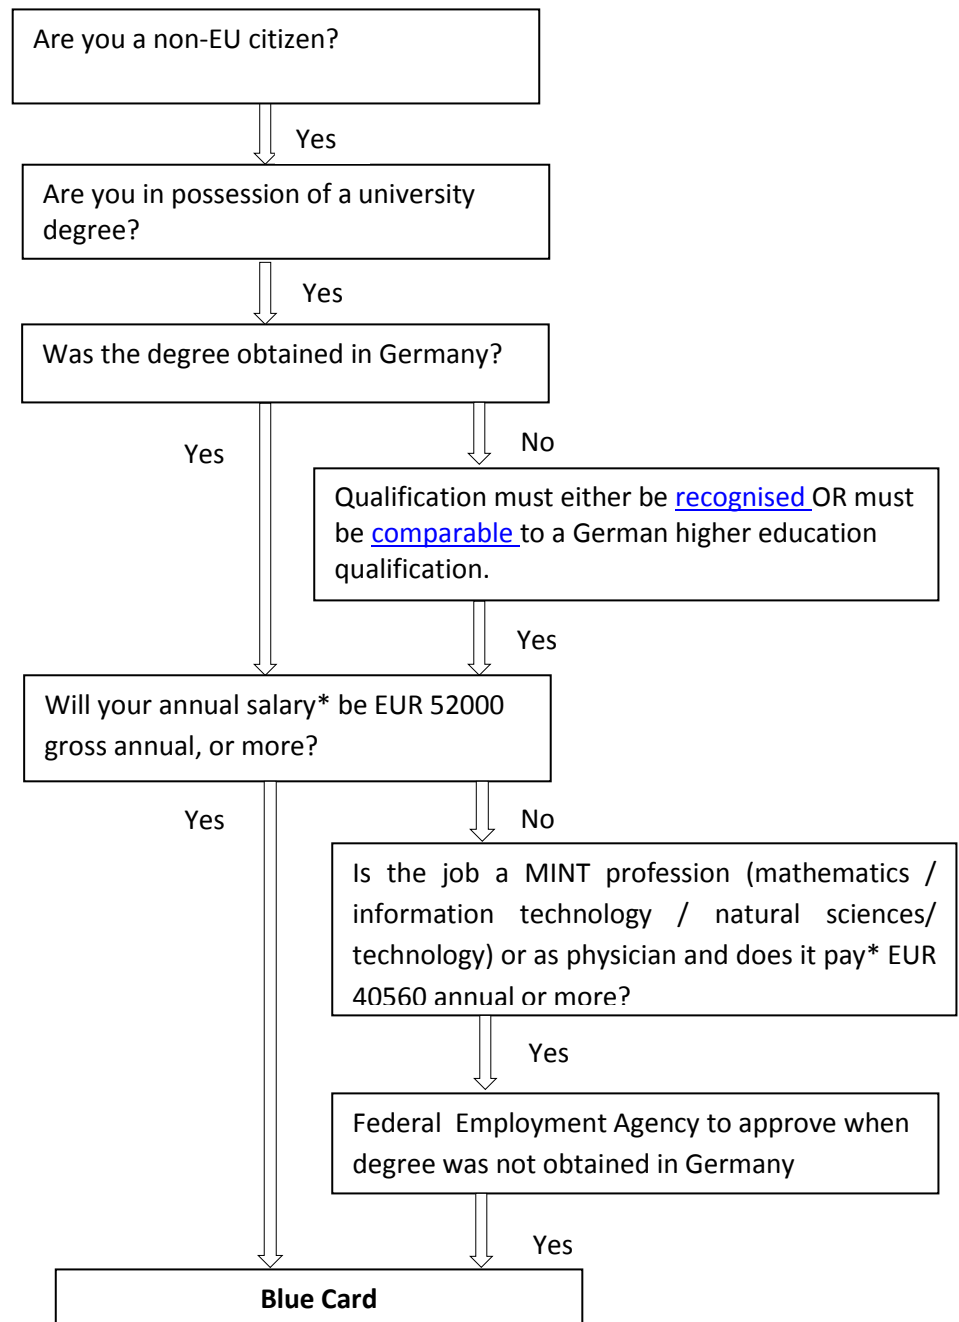 Are you a non-EU citizen?
Yes
Are you in possession of a university
degree?
Yes
Was the degree obtained in Germany?
Yes
No
Qualification must either be recognised OR must
be comparable to a German higher education
qualification.
Yes
Will your annual salary* be EUR 52000
gross annual, or more?
Yes
No
Is the job a MINT profession (mathematics /
information technology / natural sciences/
technology) or as physician and does it pay* EUR
40560 annual or more?
Yes
Federal Employment Agency to approve when
degree was not obtained in Germany
Yes
Blue Card